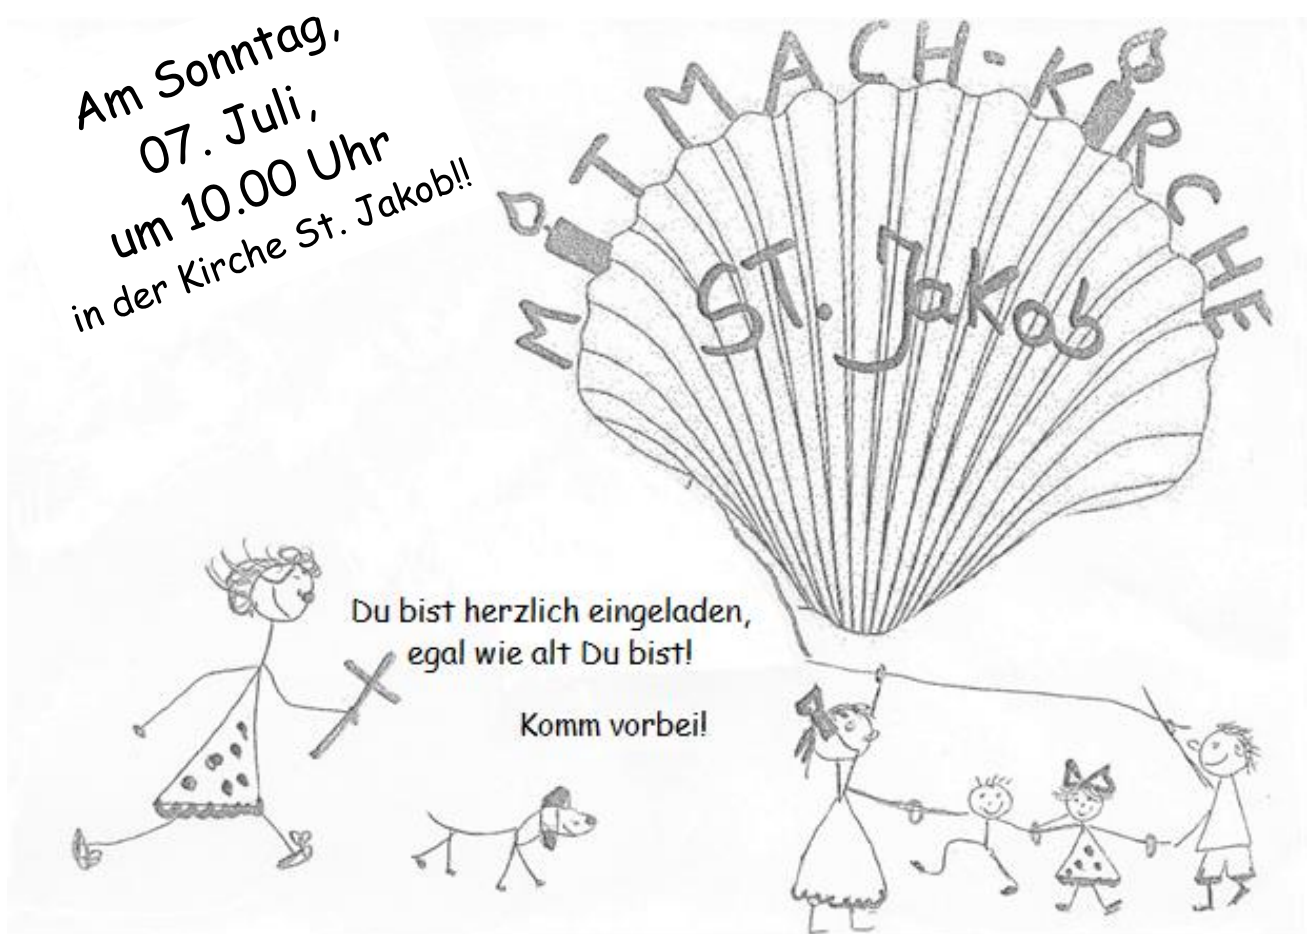 Am Sonntag,
07. Juli,
um 10.00 Uhr
in der Kirche St. Jakob!!
MITMACH-KIRCHE
St. Jakob
Du bist herzlich eingeladen,
egal wie alt Du bist!
Komm vorbei!